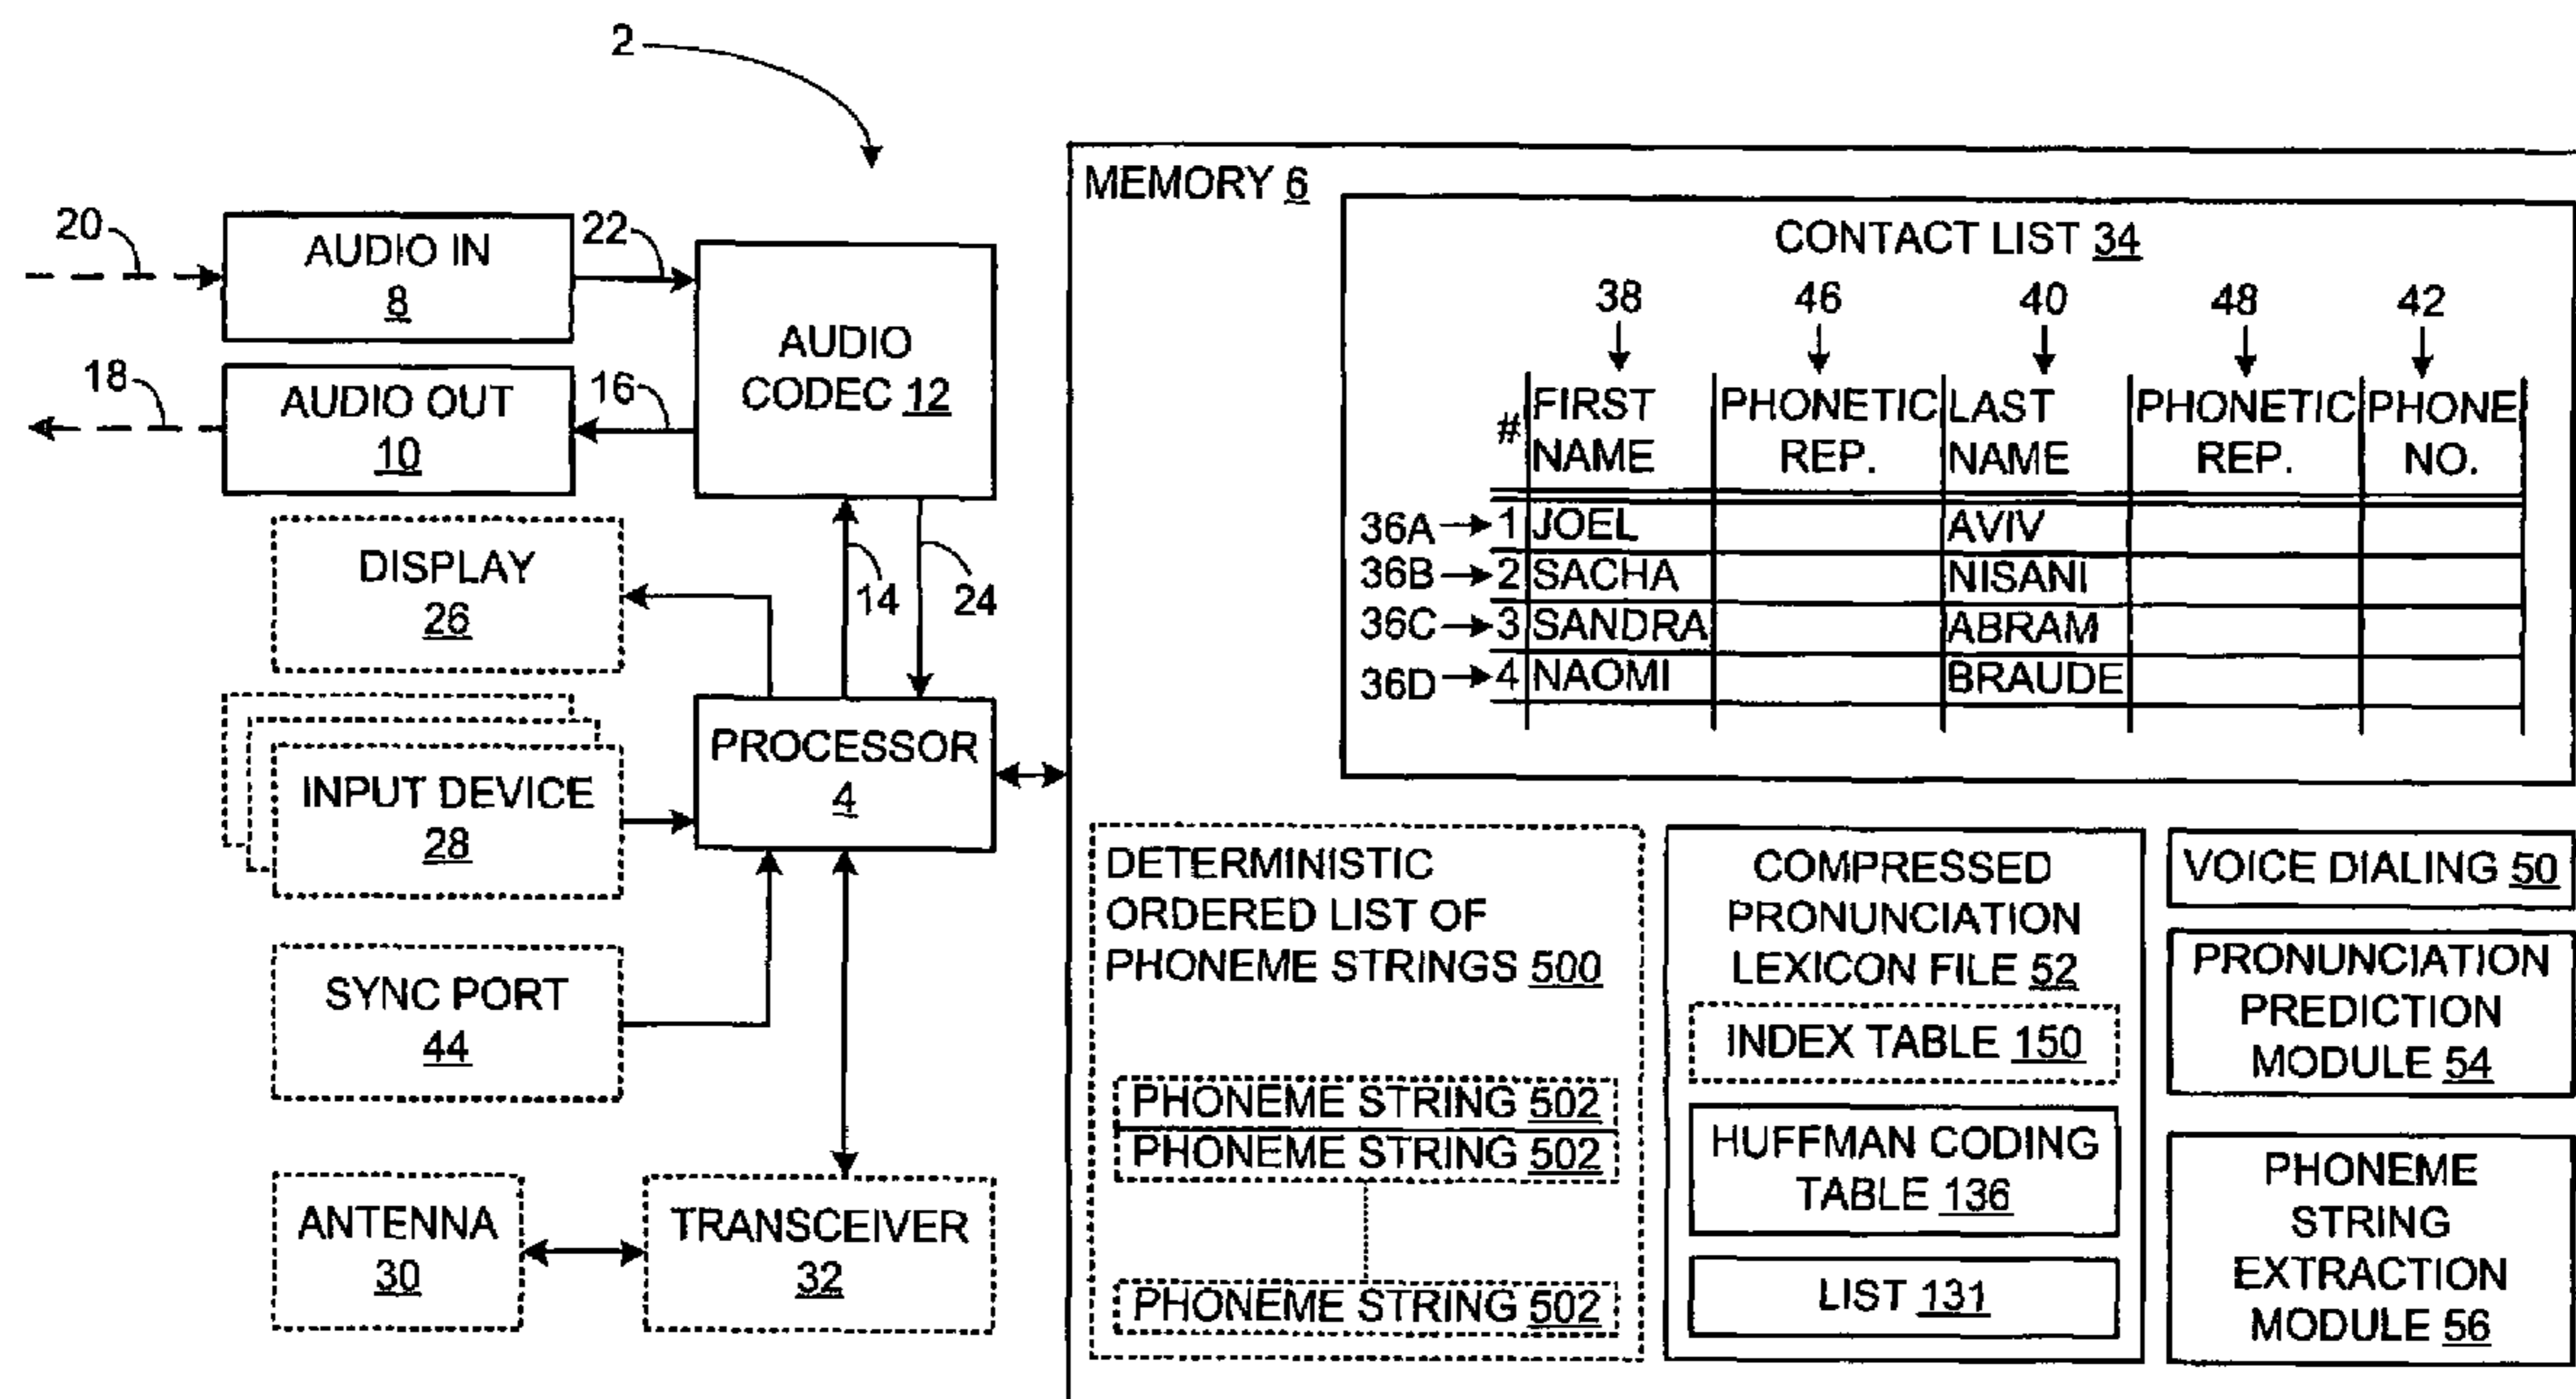 2
20
AUDIO IN
8
22
18
AUDIO OUT
10
16
AUDIO
CODEC 12
14
24
DISPLAY
26
INPUT DEVICE
28
PROCESSOR
4
SYNC PORT
44
ANTENNA
30
TRANSCEIVER
32
MEMORY 6
CONTACT LIST 34
38 46 40 48 42
# FIRST NAME PHONETIC REP. LAST NAME PHONETIC REP. PHONE NO.
36A 1 JOEL AVIV
36B 2 SACHA NISANI
36C 3 SANDRA ABRAM
36D 4 NAOMI BRAUDE
DETERMINISTIC
ORDERED LIST OF
PHONEME STRINGS 500
PHONEME STRING 502
PHONEME STRING 502
PHONEME STRING 502
COMPRESSED
PRONUNCIATION
LEXICON FILE 52
INDEX TABLE 150
HUFFMAN CODING
TABLE 136
LIST 131
VOICE DIALING 50
PRONUNCIATION
PREDICTION
MODULE 54
PHONEME
STRING
EXTRACTION
MODULE 56